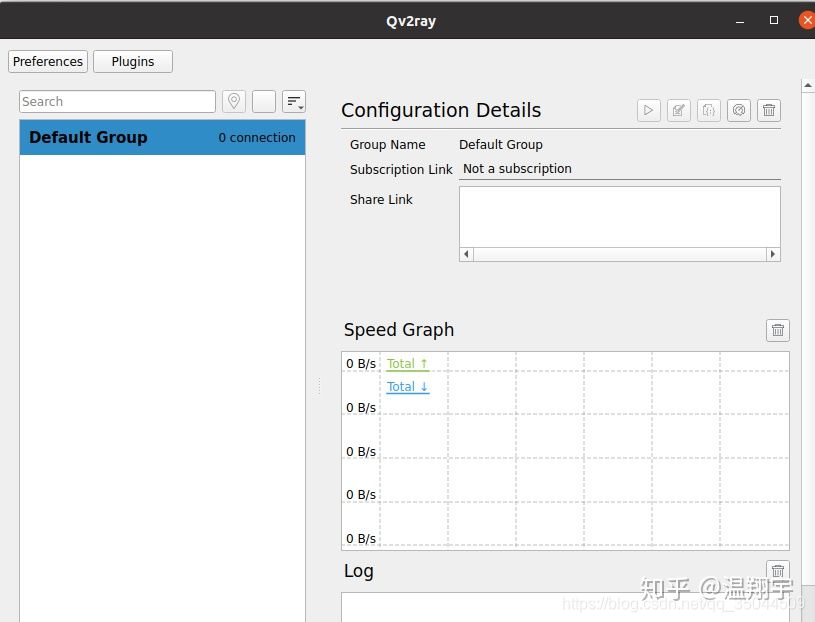 Qv2ray
Preferences
Plugins
Search
Default Group
0 connection
Configuration Details
Group Name
Default Group
Subscription Link
Not a subscription
Share Link
Speed Graph
0 B/s
Total ↑
Total ↓
0 B/s
0 B/s
0 B/s
0 B/s
Log
知乎 @温翔宇
https://blog.csdn.net/qq_35044509